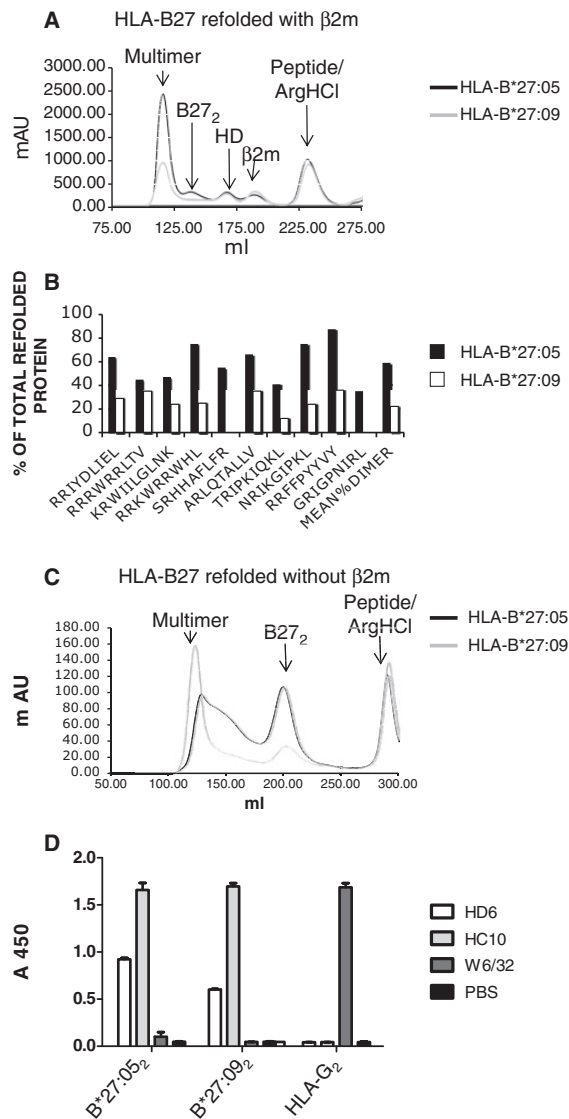 A
HLA-B27 refolded with β2m
Multimer
B27₂
HD
β2m
Peptide/
ArgHCl
mAU
3000.00
2500.00
2000.00
1500.00
1000.00
500.00
0.00
75.00 125.00 175.00 225.00 275.00
ml
HLA-B*27:05
HLA-B*27:09
B
% OF TOTAL REFOLDED
PROTEIN
100
80
60
40
20
0
RRIYDLIEL
RRRWRRLTV
KRWIILGLNK
RRKWRRWHL
SRHHAFLFR
ARLQTALLV
TRIPKIQKL
NRIKGIPKL
RRFFPYYVY
GRIGPNIRL
MEAN%DIMER
HLA-B*27:05
HLA-B*27:09
C
HLA-B27 refolded without β2m
Multimer
B27₂
Peptide/
ArgHCl
m AU
180.00
160.00
140.00
120.00
100.00
80.00
60.00
40.00
20.00
0.00
50.00 100.00 150.00 200.00 250.00 300.00
ml
HLA-B*27:05
HLA-B*27:09
D
A 450
2.0
1.5
1.0
0.5
0.0
B*27:05₂
B*27:09₂
HLA-G₂
HD6
HC10
W6/32
PBS